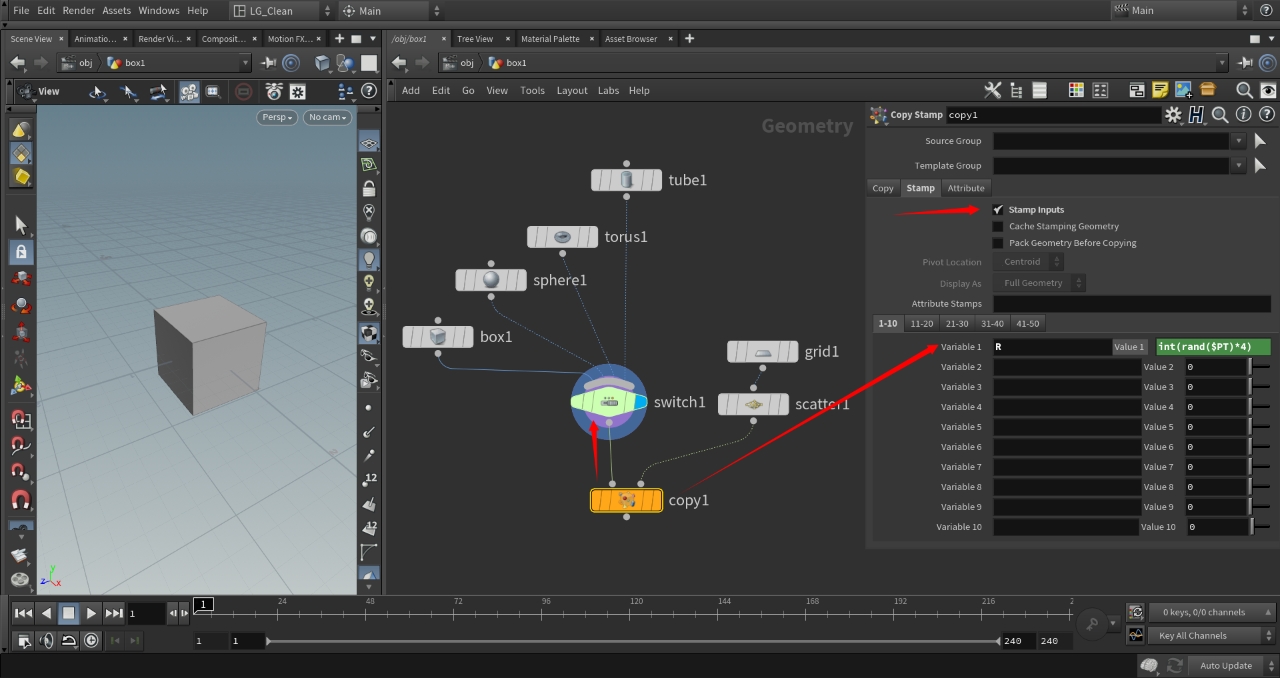 File Edit Render Assets Windows Help LG_Clean Main Main
Scene View Animatio... Render Vi... Composit... Motion FX... /obj/box1 Tree View Material Palette Asset Browser
obj box1 obj box1
View Add Edit Go View Tools Layout Labs Help
Persp No cam
Geometry
Copy Stamp copy1
Source Group
Template Group
Copy Stamp Attribute
Stamp Inputs
Cache Stamping Geometry
Pack Geometry Before Copying
Pivot Location Centroid
Display As Full Geometry
Attribute Stamps
1-10 11-20 21-30 31-40 41-50
Variable 1 R Value 1 int(rand($PT)*4)
Variable 2 Value 2 0
Variable 3 Value 3 0
Variable 4 Value 4 0
Variable 5 Value 5 0
Variable 6 Value 6 0
Variable 7 Value 7 0
Variable 8 Value 8 0
Variable 9 Value 9 0
Variable 10 Value 10 0
tube1
torus1
sphere1
box1
grid1
switch1
scatter1
copy1
12
12
y
z x
1 1 24 48 72 96 120 144 168 192 216 2
0 keys, 0/0 channels
1 1 240 240 Key All Channels
Auto Update